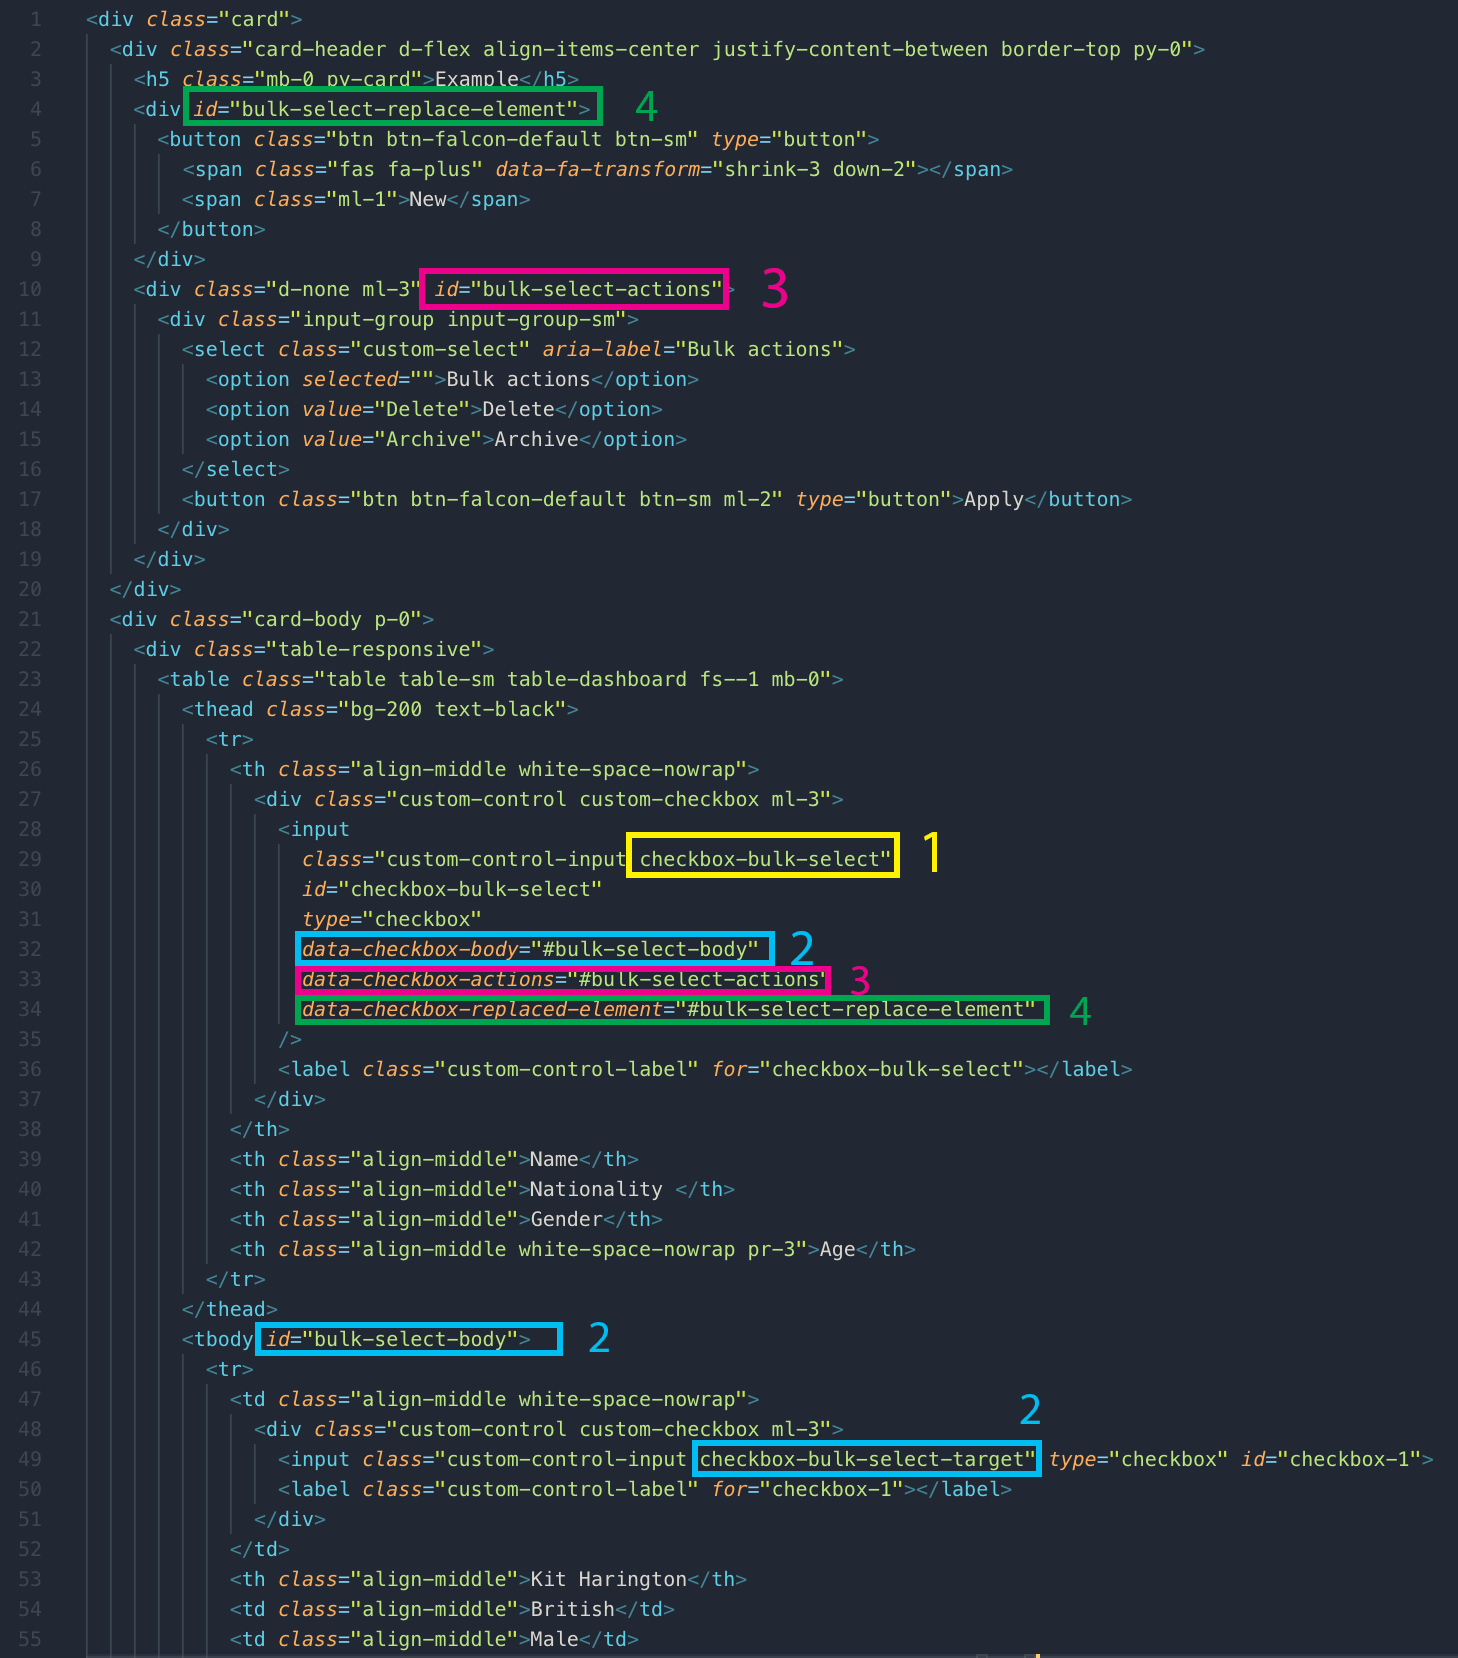 1 <div class="card">
2 <div class="card-header d-flex align-items-center justify-content-between border-top py-0">
3 <h5 class="mb-0 py-card">Example</h5>
4 <div id="bulk-select-replace-element"> 4
5 <button class="btn btn-falcon-default btn-sm" type="button">
6 <span class="fas fa-plus" data-fa-transform="shrink-3 down-2"></span>
7 <span class="ml-1">New</span>
8 </button>
9 </div>
10 <div class="d-none ml-3" id="bulk-select-actions"> 3
11 <div class="input-group input-group-sm">
12 <select class="custom-select" aria-label="Bulk actions">
13 <option selected="">Bulk actions</option>
14 <option value="Delete">Delete</option>
15 <option value="Archive">Archive</option>
16 </select>
17 <button class="btn btn-falcon-default btn-sm ml-2" type="button">Apply</button>
18 </div>
19 </div>
20 </div>
21 <div class="card-body p-0">
22 <div class="table-responsive">
23 <table class="table table-sm table-dashboard fs--1 mb-0">
24 <thead class="bg-200 text-black">
25 <tr>
26 <th class="align-middle white-space-nowrap">
27 <div class="custom-control custom-checkbox ml-3">
28 <input
29 class="custom-control-input checkbox-bulk-select" 1
30 id="checkbox-bulk-select"
31 type="checkbox"
32 data-checkbox-body="#bulk-select-body" 2
33 data-checkbox-actions="#bulk-select-actions" 3
34 data-checkbox-replaced-element="#bulk-select-replace-element" 4
35 />
36 <label class="custom-control-label" for="checkbox-bulk-select"></label>
37 </div>
38 </th>
39 <th class="align-middle">Name</th>
40 <th class="align-middle">Nationality </th>
41 <th class="align-middle">Gender</th>
42 <th class="align-middle white-space-nowrap pr-3">Age</th>
43 </tr>
44 </thead>
45 <tbody id="bulk-select-body"> 2
46 <tr>
47 <td class="align-middle white-space-nowrap">
2
48 <div class="custom-control custom-checkbox ml-3">
49 <input class="custom-control-input checkbox-bulk-select-target" type="checkbox" id="checkbox-1">
50 <label class="custom-control-label" for="checkbox-1"></label>
51 </div>
52 </td>
53 <th class="align-middle">Kit Harington</th>
54 <td class="align-middle">British</td>
55 <td class="align-middle">Male</td>